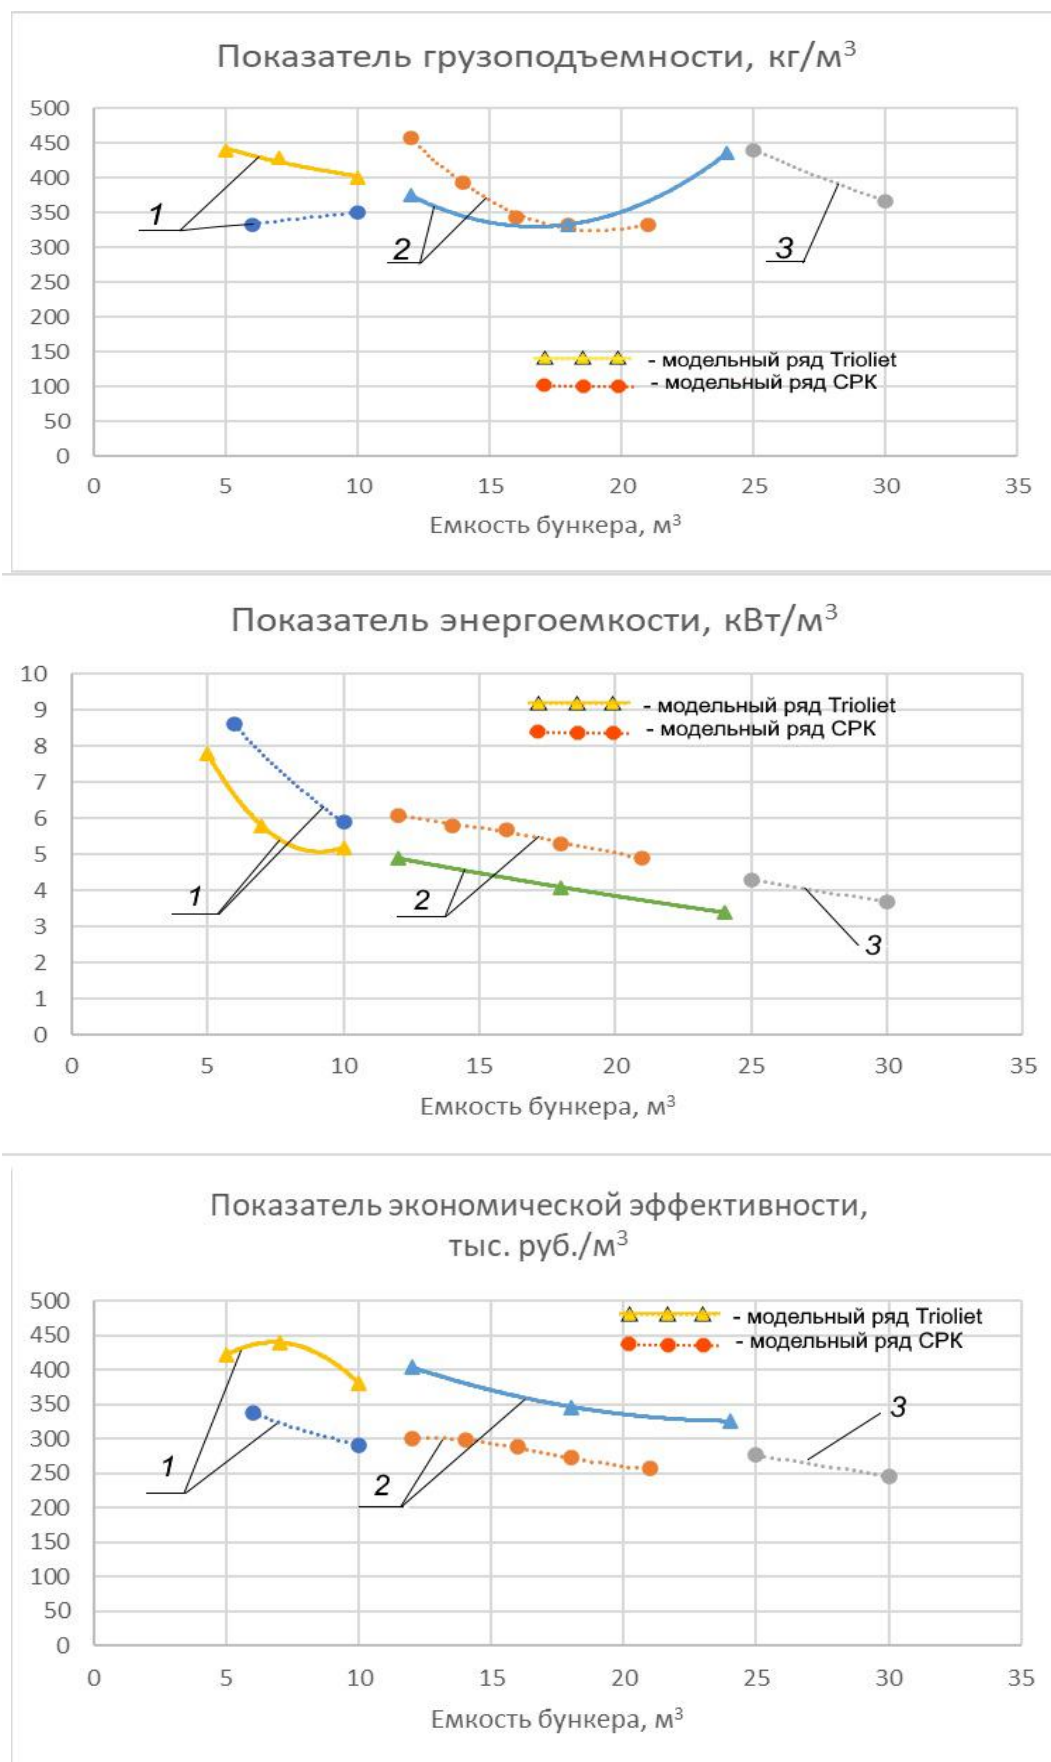 Показатель грузоподъемности, кг/м³
500
450
400
350
300
250
200
150
100
50
0
1
2
3
- модельный ряд Trioliet
- модельный ряд СРК
0 5 10 15 20 25 30 35
Емкость бункера, м³
Показатель энергоемкости, кВт/м³
10
9
8
7
6
5
4
3
2
1
0
- модельный ряд Trioliet
- модельный ряд СРК
1
2
3
0 5 10 15 20 25 30 35
Емкость бункера, м³
Показатель экономической эффективности,
тыс. руб./м³
500
450
400
350
300
250
200
150
100
50
0
- модельный ряд Trioliet
- модельный ряд СРК
1
2
3
0 5 10 15 20 25 30 35
Емкость бункера, м³